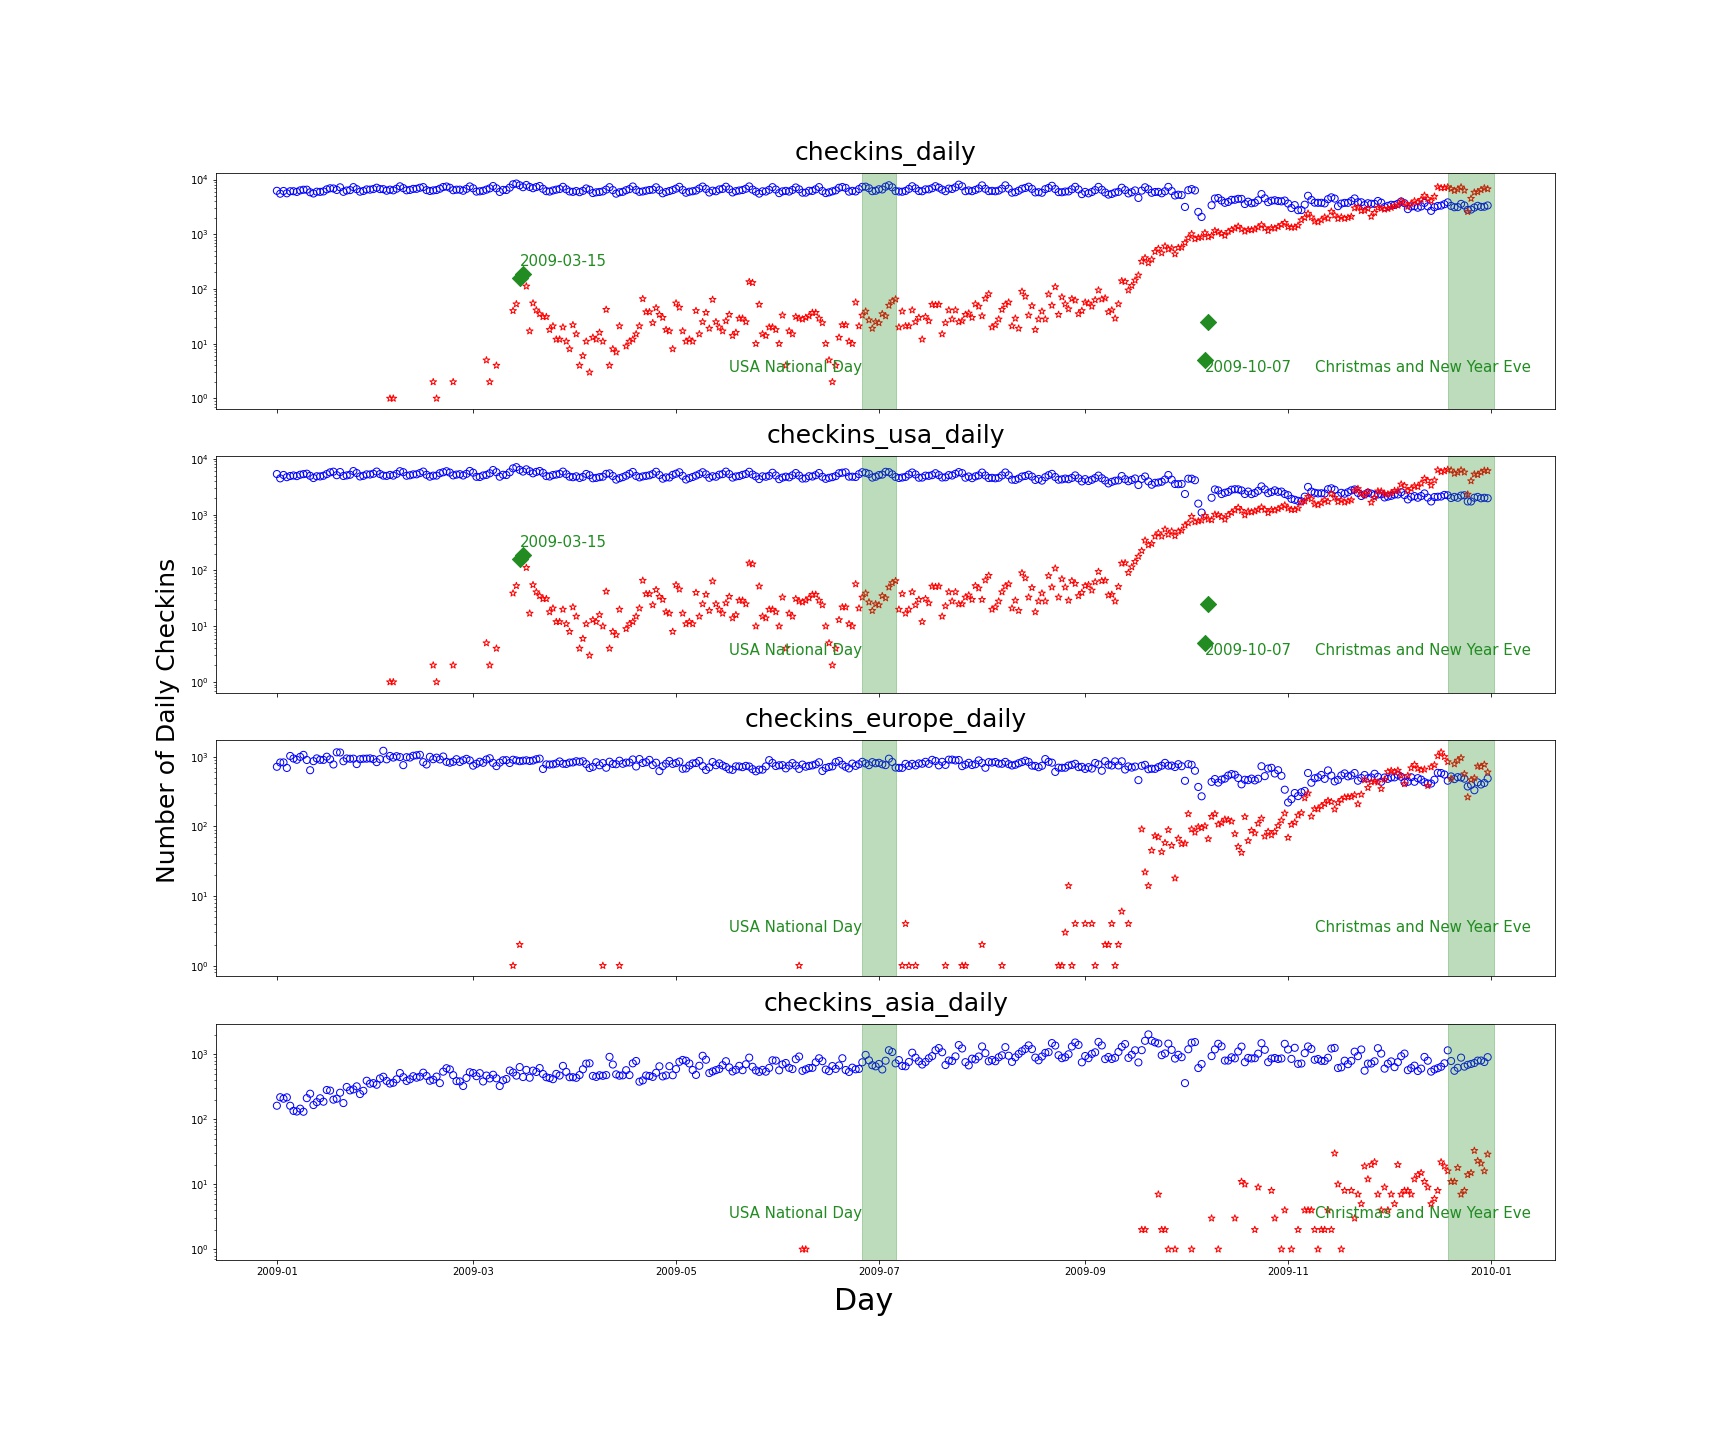 checkins_daily
10⁴
10³
10²
10¹
10⁰
2009-03-15
USA National Day
2009-10-07
Christmas and New Year Eve
checkins_usa_daily
10⁴
10³
10²
10¹
10⁰
2009-03-15
USA National Day
2009-10-07
Christmas and New Year Eve
Number of Daily Checkins
checkins_europe_daily
10³
10²
10¹
10⁰
USA National Day
Christmas and New Year Eve
checkins_asia_daily
10³
10²
10¹
10⁰
USA National Day
Christmas and New Year Eve
2009-01 2009-03 2009-05 2009-07 2009-09 2009-11 2010-01
Day